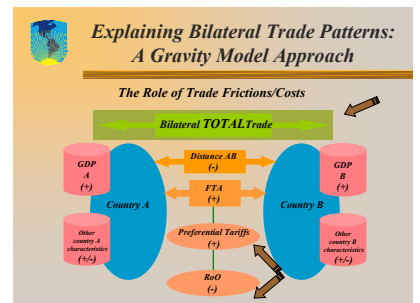 Explaining Bilateral Trade Patterns:
A Gravity Model Approach
The Role of Trade Frictions/Costs
Bilateral TOTAL Trade
GDP
A
(+)
Distance AB
(-)
GDP
B
(+)
FTA
(+)
Country A
Country B
Other
country A
characteristics
(+/-)
Preferential Tariffs
(+)
Other
country B
characteristics
(+/-)
RoO
(-)